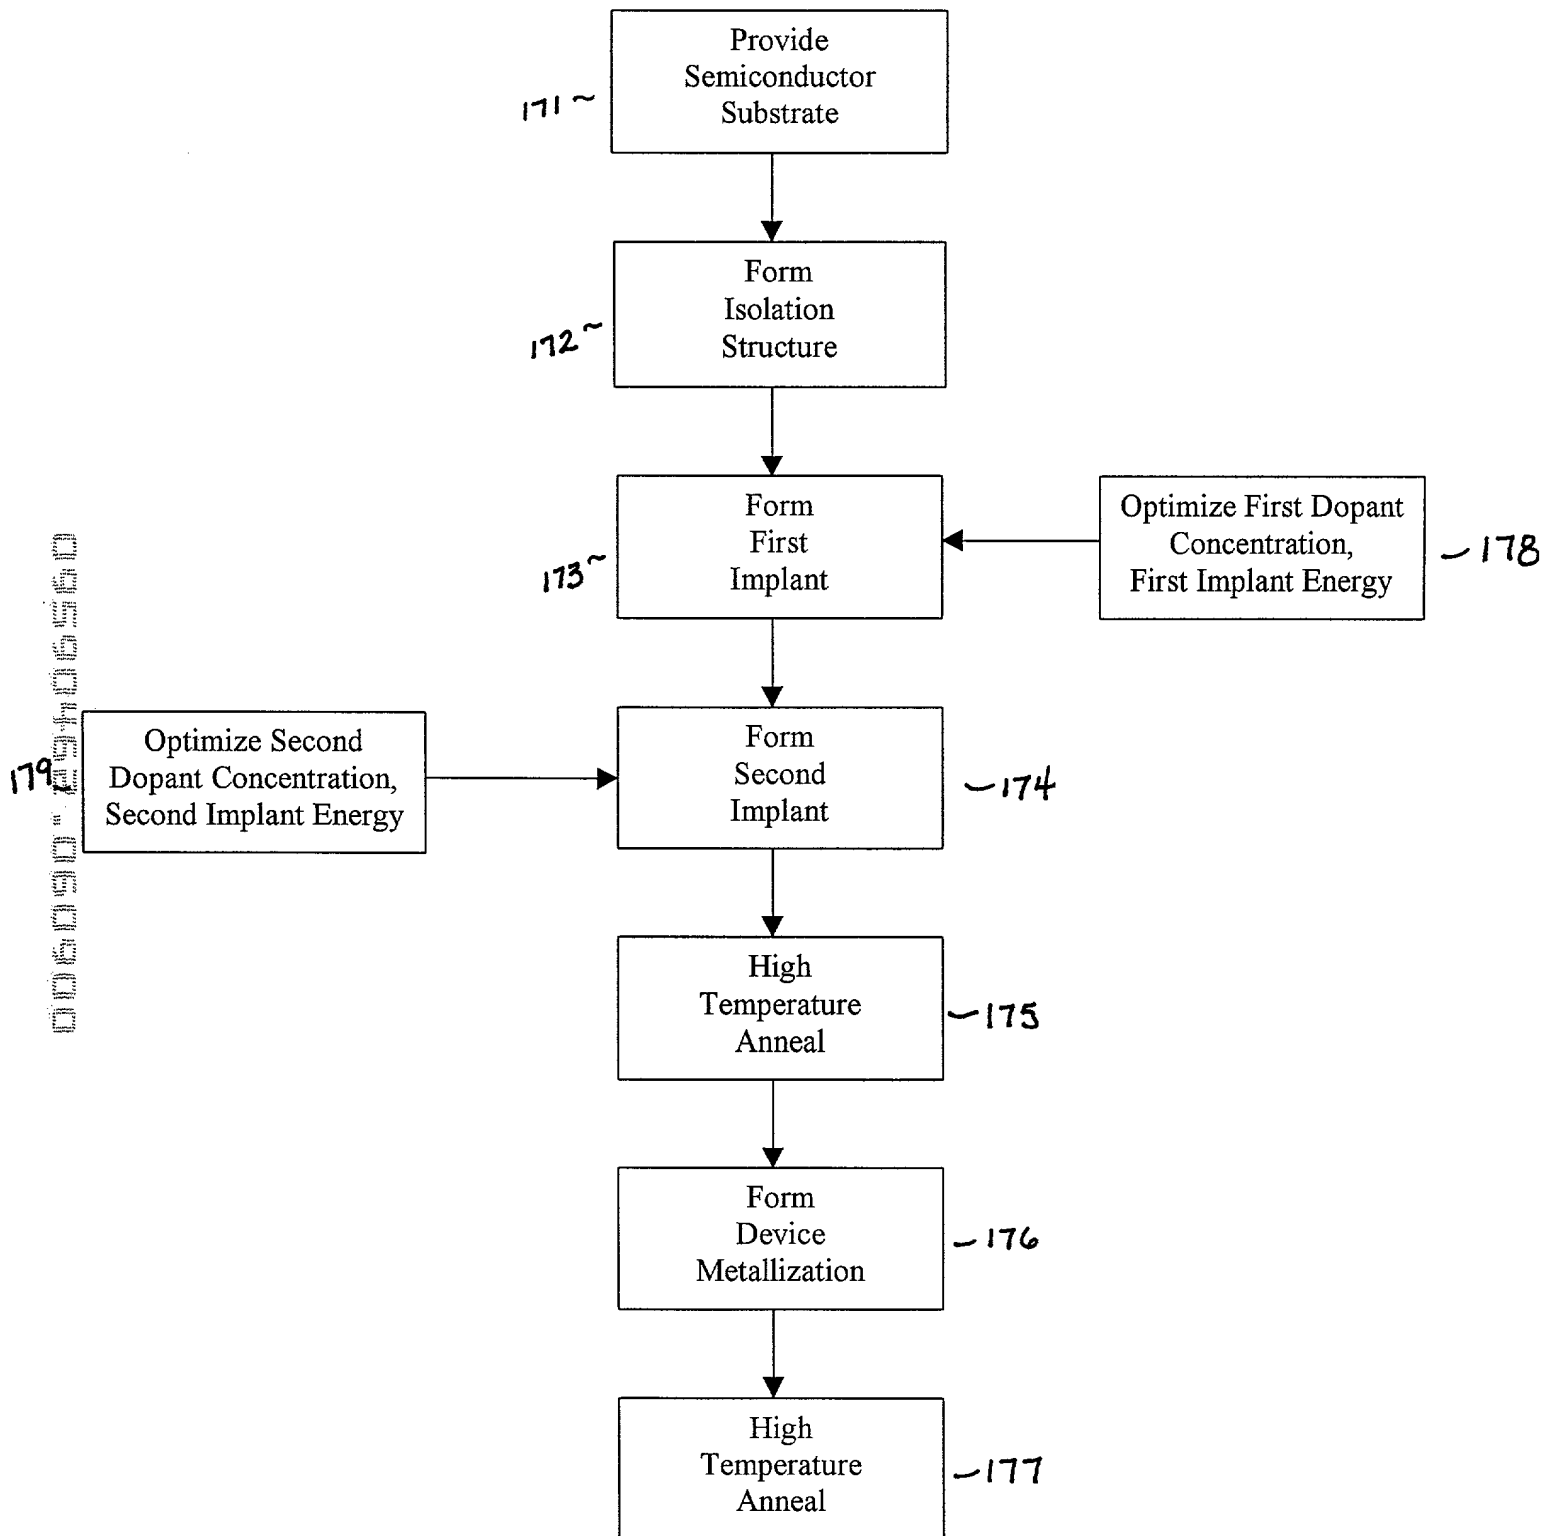 Provide
Semiconductor
Substrate
171 ~
Form
Isolation
Structure
172 ~
Form
First
Implant
173 ~
Optimize First Dopant
Concentration,
First Implant Energy
178
Optimize Second
Dopant Concentration,
Second Implant Energy
179
Form
Second
Implant
174
High
Temperature
Anneal
175
Form
Device
Metallization
176
High
Temperature
Anneal
177